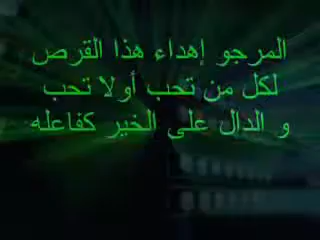 المرجو إهداء هذا القرص
لكل من تحب أولا تحب
و الدال على الخير كفاعله